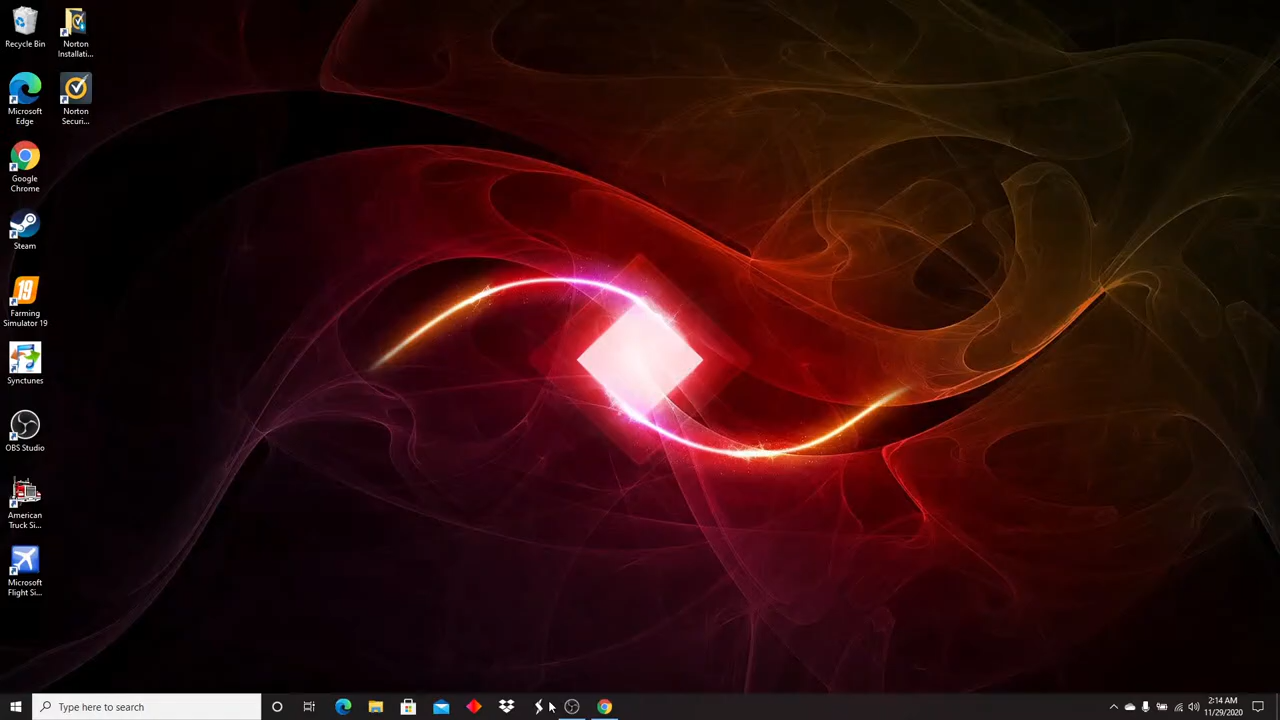 Recycle Bin
Norton
Installati...
Microsoft
Edge
Norton
Securi...
Google
Chrome
Steam
19
Farming
Simulator 19
Synctunes
OBS Studio
American
Truck Si...
Microsoft
Flight Si...
Type here to search
2:14 AM
11/29/2020